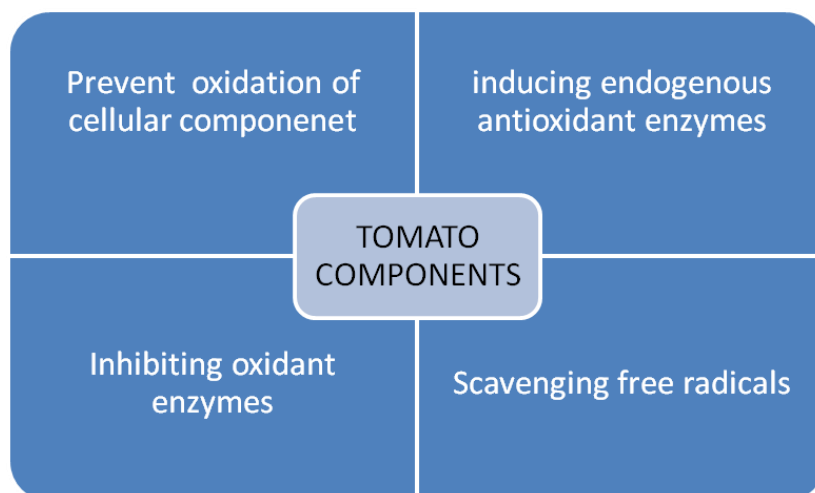 Prevent oxidation of
cellular componenet
inducing endogenous
antioxidant enzymes
TOMATO
COMPONENTS
Inhibiting oxidant
enzymes
Scavenging free radicals